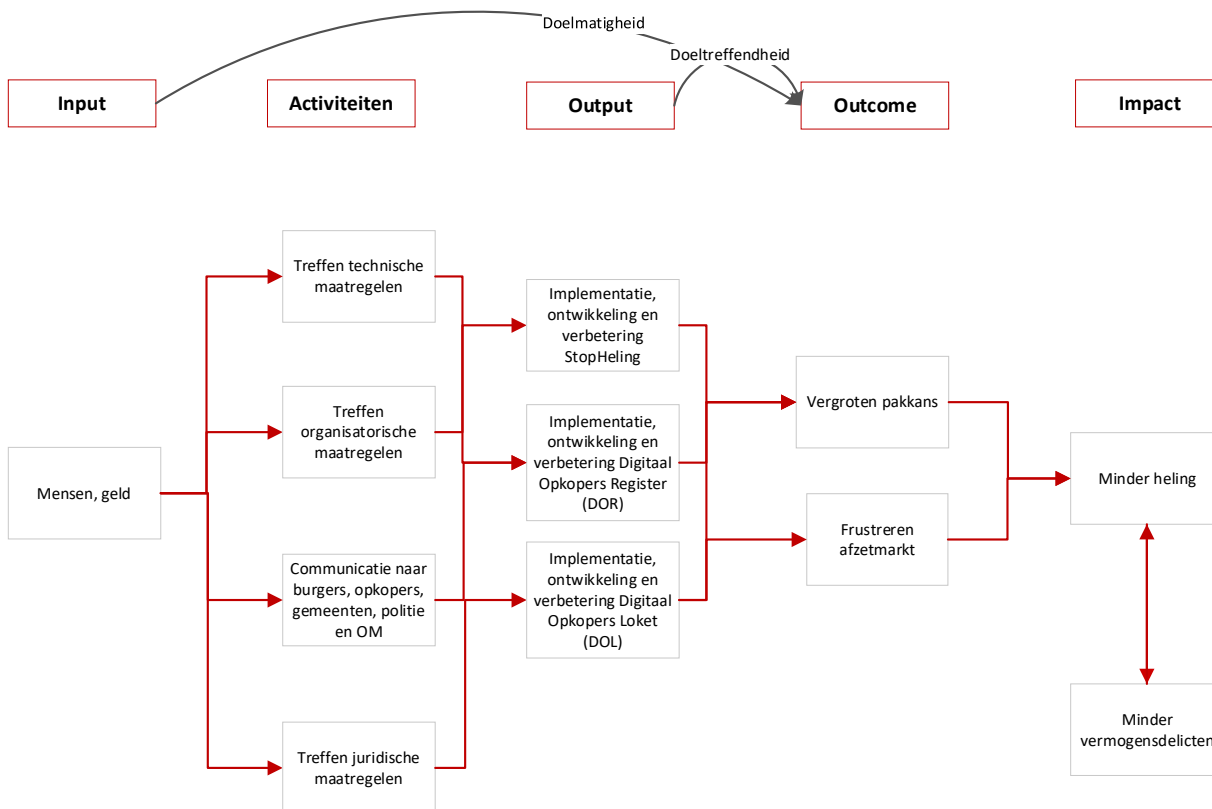 Doelmatigheid
Doeltreffendheid
Input
Activiteiten
Output
Outcome
Impact
Mensen, geld
Treffen technische
maatregelen
Treffen
organisatorische
maatregelen
Communicatie naar
burgers, opkopers,
gemeenten, politie
en OM
Treffen juridische
maatregelen
Implementatie,
ontwikkeling en
verbetering
StopHeling
Implementatie,
ontwikkeling en
verbetering Digitaal
Opkopers Register
(DOR)
Implementatie,
ontwikkeling en
verbetering Digitaal
Opkopers Loket
(DOL)
Vergroten pakkans
Frustreren
afzetmarkt
Minder heling
Minder
vermogensdelicten